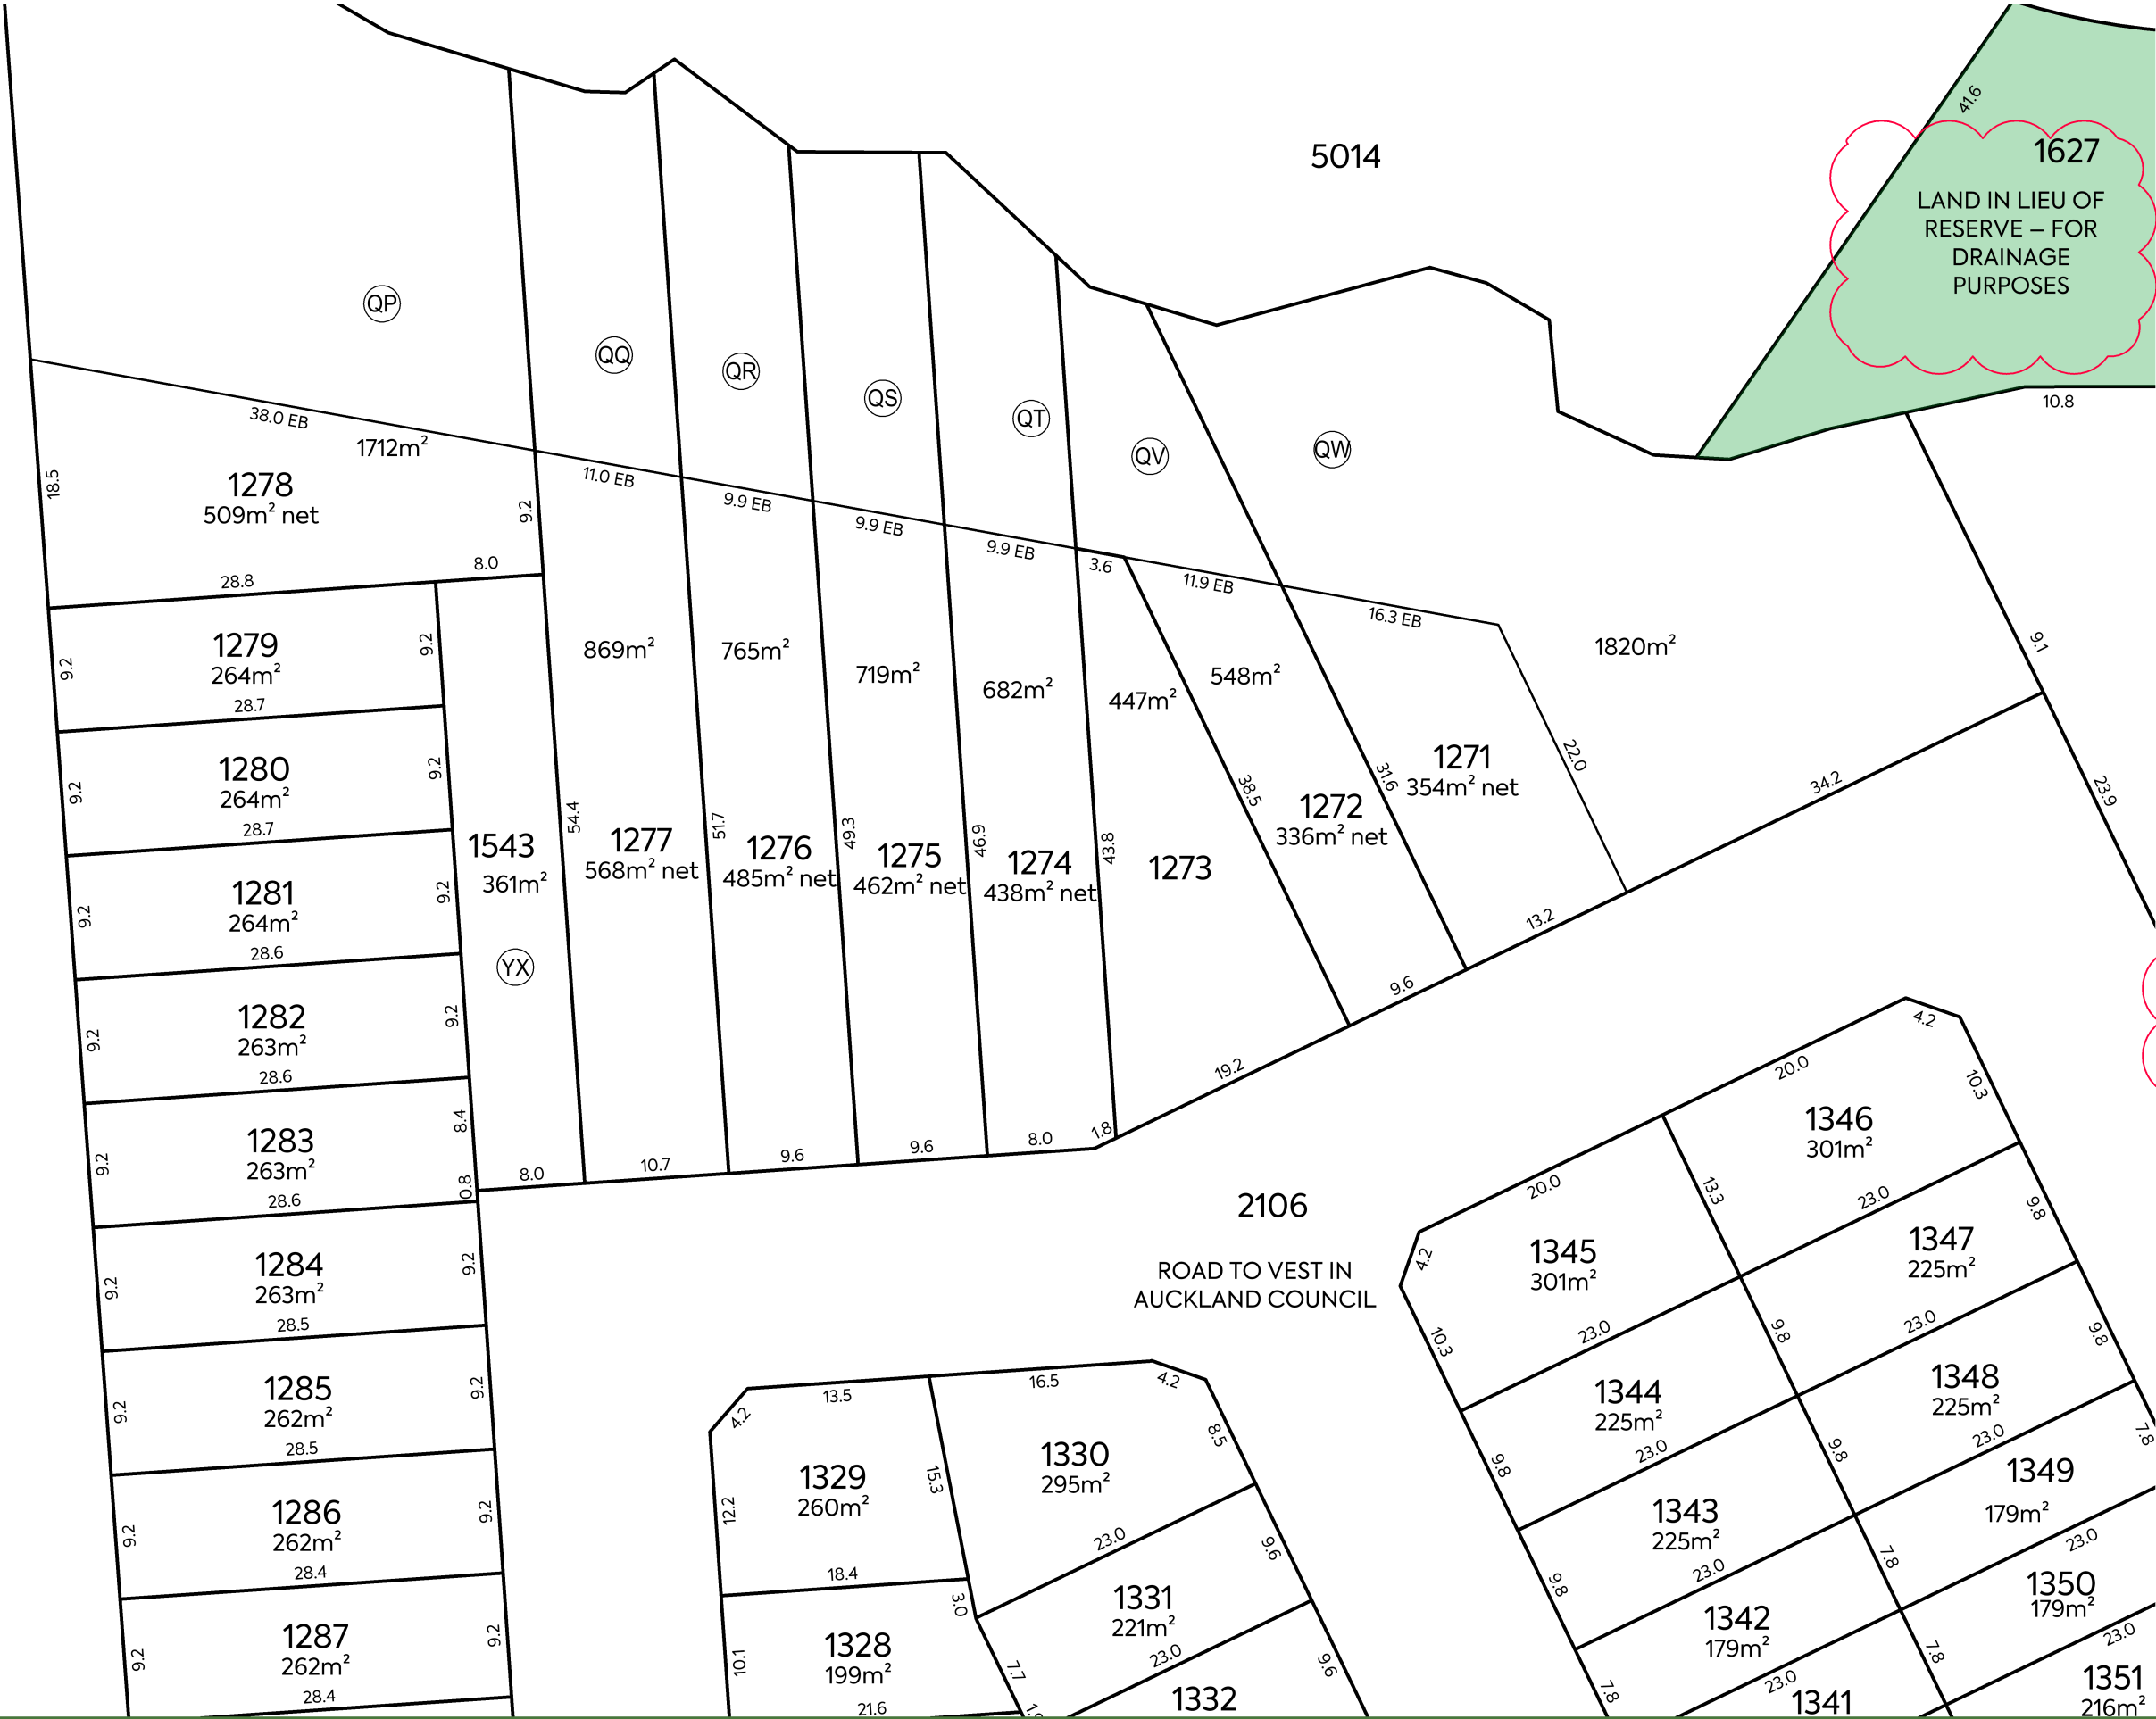 5014
41.6
1627
LAND IN LIEU OF
RESERVE – FOR
DRAINAGE
PURPOSES
10.8
QP
QQ
QR
QS
QT
QV
QW
38.0 EB
11.0 EB
9.9 EB
9.9 EB
9.9 EB
3.6
11.9 EB
16.3 EB
1712m²
18.5
1278
509m² net
9.2
28.8
8.0
9.2
1279
264m²
9.2
28.7
9.2
1280
264m²
9.2
28.7
9.2
1281
264m²
9.2
28.6
9.2
1282
263m²
9.2
28.6
9.2
1283
263m²
8.4
0.8
28.6
9.2
1284
263m²
9.2
28.5
9.2
1285
262m²
9.2
28.5
9.2
1286
262m²
9.2
28.4
9.2
1287
262m²
9.2
28.4
1543
361m²
YX
8.0
54.4
869m²
1277
568m² net
10.7
51.7
765m²
1276
485m² net
9.6
49.3
719m²
1275
462m² net
9.6
46.9
682m²
1274
438m² net
8.0
1.8
43.8
447m²
1273
19.2
38.5
548m²
1272
336m² net
9.6
31.6
1271
354m² net
13.2
22.0
1820m²
34.2
9.1
23.9
2106
ROAD TO VEST IN
AUCKLAND COUNCIL
4.2
13.5
16.5
4.2
12.2
1329
260m²
15.3
1330
295m²
8.5
18.4
3.0
23.0
9.6
10.1
1328
199m²
7.7
21.6
1331
221m²
23.0
9.6
1332
4.2
20.0
20.0
4.2
10.3
1346
301m²
13.3
1345
301m²
10.3
23.0
23.0
9.8
1347
225m²
9.8
1344
225m²
23.0
23.0
9.8
9.8
1348
225m²
9.8
1343
225m²
23.0
23.0
9.8
7.8
1349
179m²
7.8
1342
179m²
23.0
23.0
7.8
1350
179m²
7.8
1341
23.0
1351
216m²